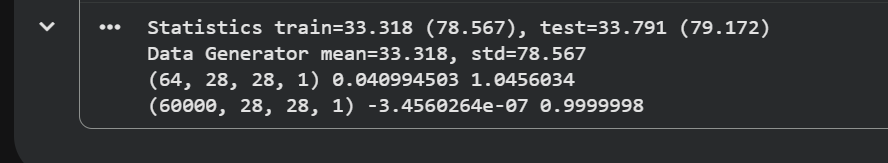 Statistics train=33.318 (78.567), test=33.791 (79.172)
Data Generator mean=33.318, std=78.567
(64, 28, 28, 1) 0.040994503 1.0456034
(60000, 28, 28, 1) -3.4560264e-07 0.9999998